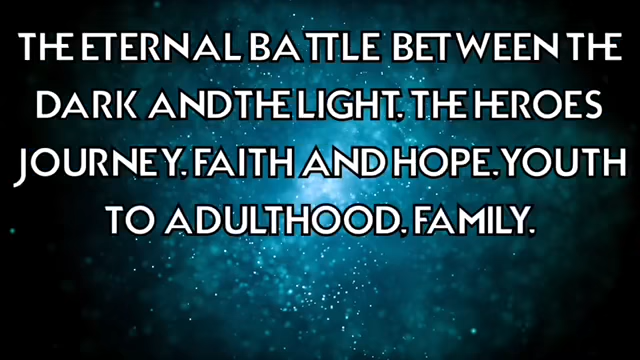 THE ETERNAL BATTLE BETWEEN THE
DARK AND THE LIGHT. THE HEROES
JOURNEY. FAITH AND HOPE. YOUTH
TO ADULTHOOD. FAMILY.